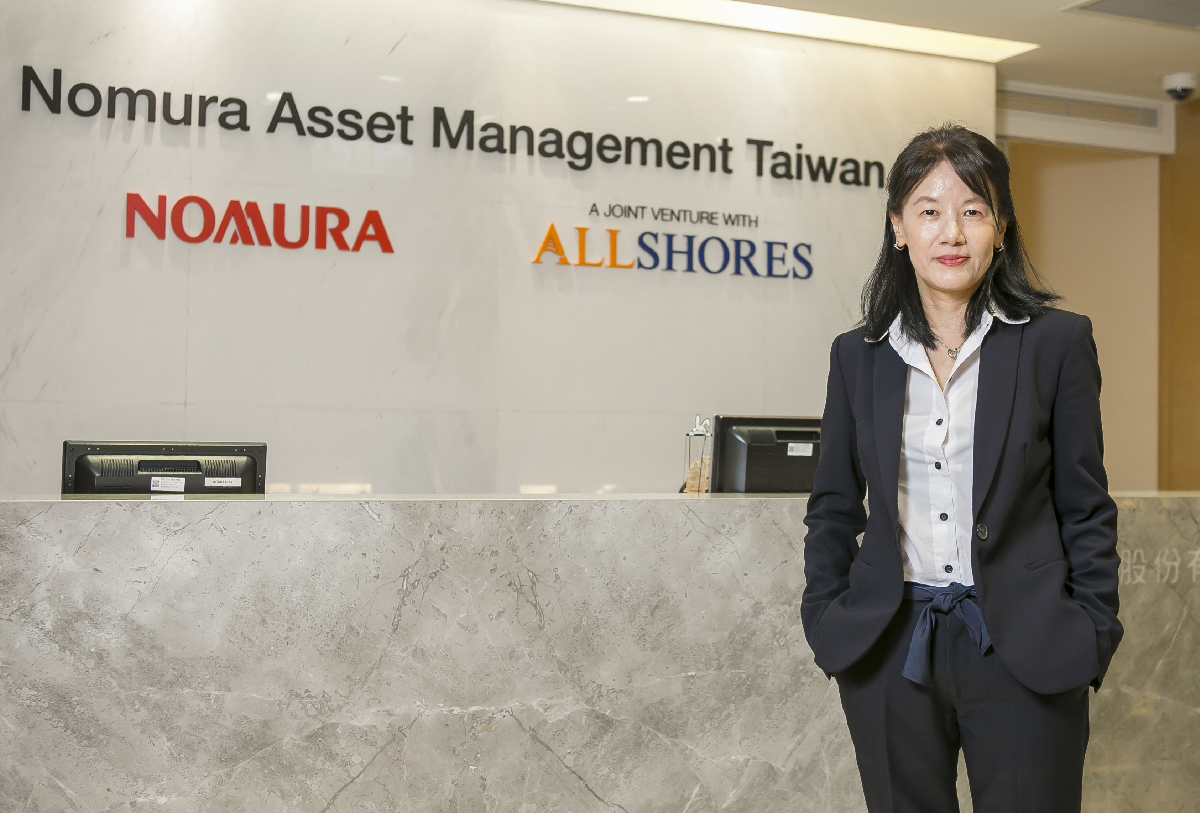 Nomura Asset Management Taiwan
NOMURA
A JOINT VENTURE WITH
ALLSHORES
股份有